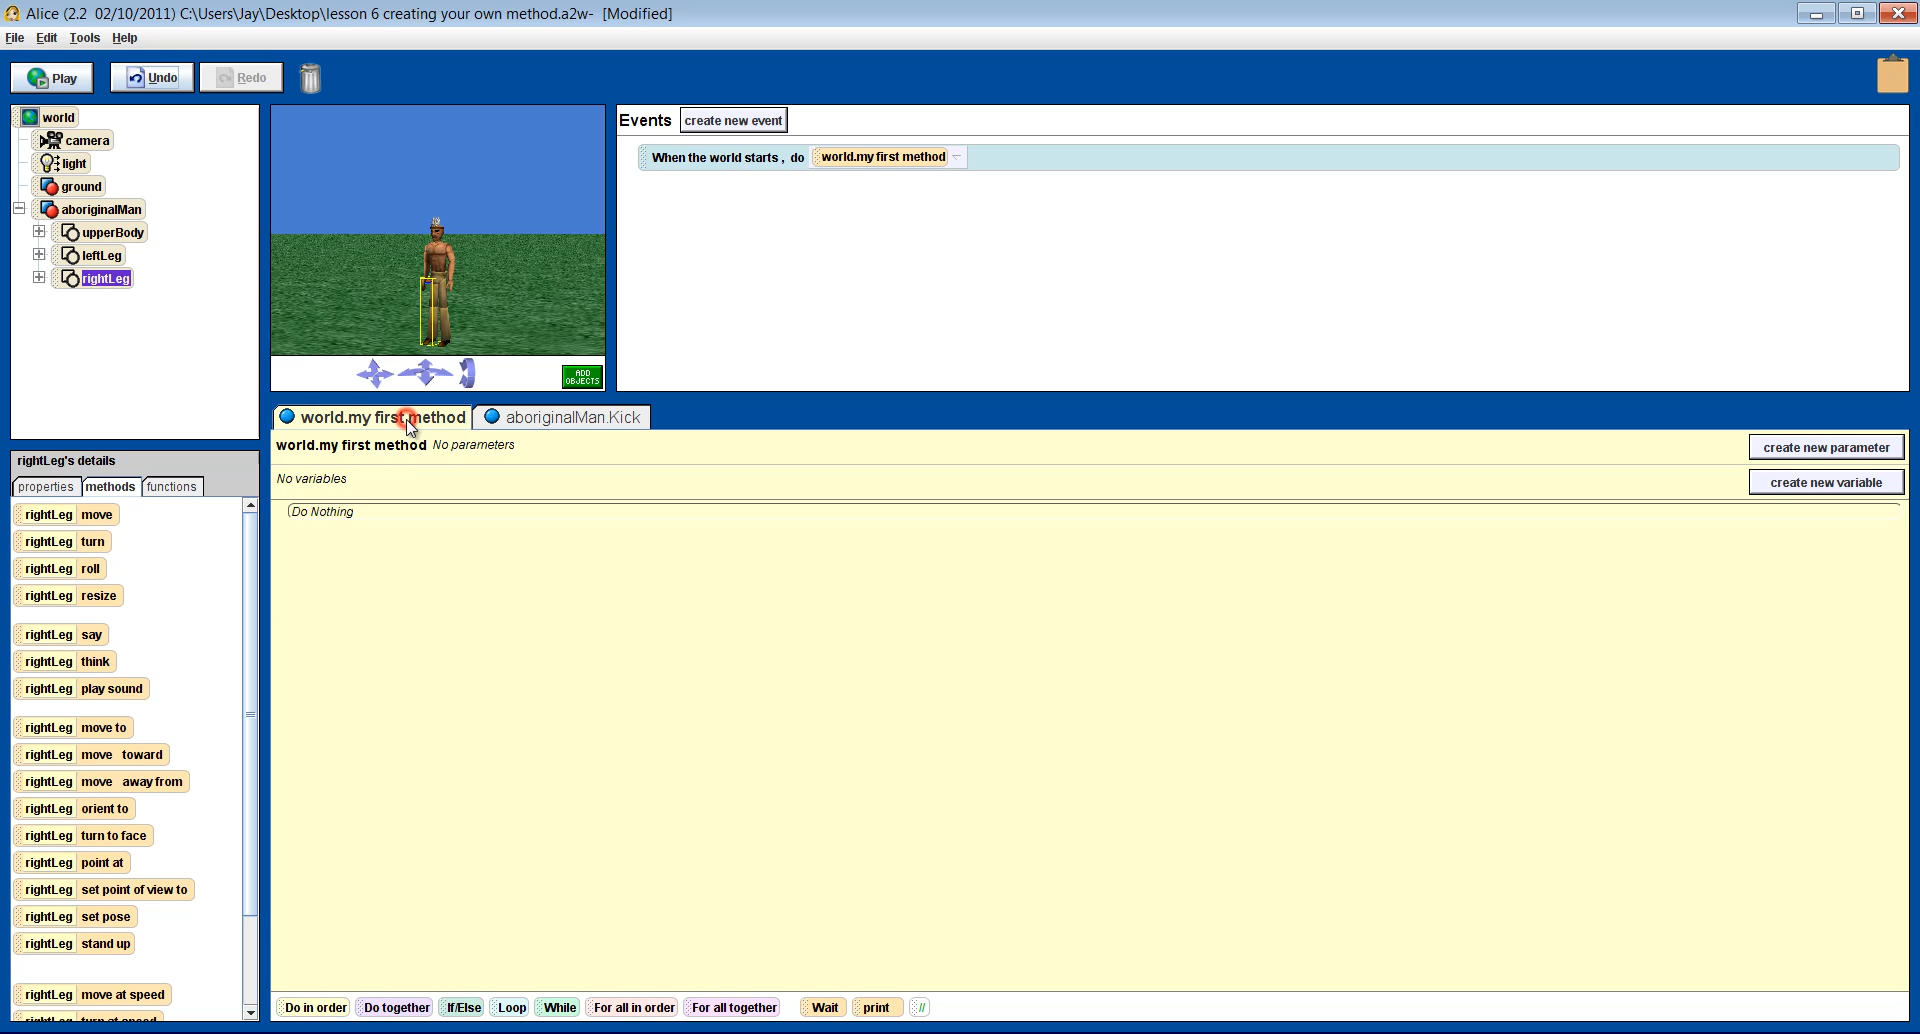 Alice (2.2  02/10/2011) C:\Users\Jay\Desktop\lesson 6 creating your own method.a2w-  [Modified]
File Edit Tools Help
Play Undo Redo
world
camera
light
ground
aboriginalMan
upperBody
leftLeg
rightLeg
ADD
OBJECTS
Events create new event
When the world starts , do world.my first method
rightLeg's details
properties methods functions
rightLeg move
rightLeg turn
rightLeg roll
rightLeg resize
rightLeg say
rightLeg think
rightLeg play sound
rightLeg move to
rightLeg move toward
rightLeg move away from
rightLeg orient to
rightLeg turn to face
rightLeg point at
rightLeg set point of view to
rightLeg set pose
rightLeg stand up
rightLeg move at speed
rightLeg turn at speed
world.my first method aboriginalMan.Kick
world.my first method No parameters create new parameter
No variables create new variable
(Do Nothing
Do in order Do together If/Else Loop While For all in order For all together Wait print //